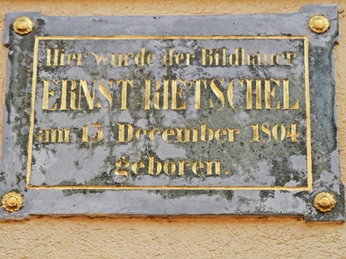 Hier wurde der Bildhauer
ERNST RIETSCHEL
am 15. December 1804
geboren.